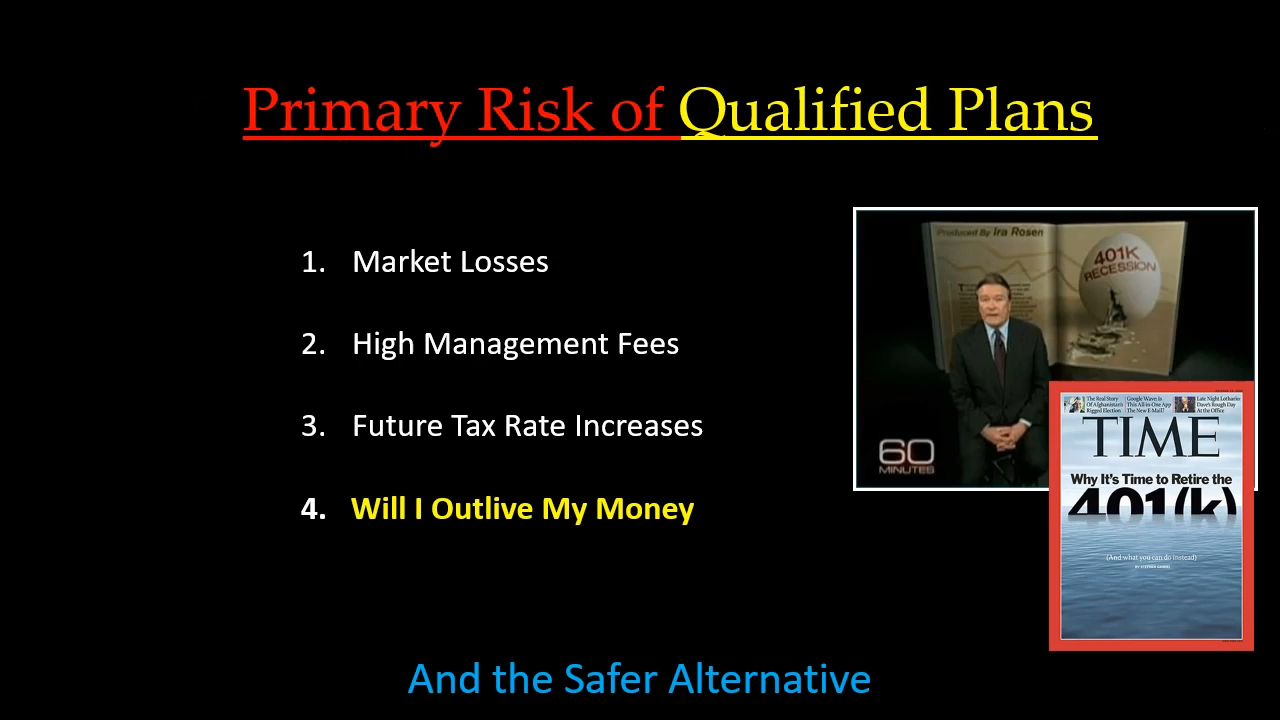 Primary Risk of Qualified Plans
1. Market Losses
2. High Management Fees
3. Future Tax Rate Increases
4. Will I Outlive My Money
And the Safer Alternative
Produced By Ira Rosen
401K
RECESSION
60
MINUTES
The Real Story
Of Afghanistan's
Rigged Election
Google Wave Is
This All-in-One App
The New E-Mail?
Late Night Lothario
Dave's Rough Day
At the Office
TIME
Why It's Time to Retire the
401(k)
(And what you can do instead)